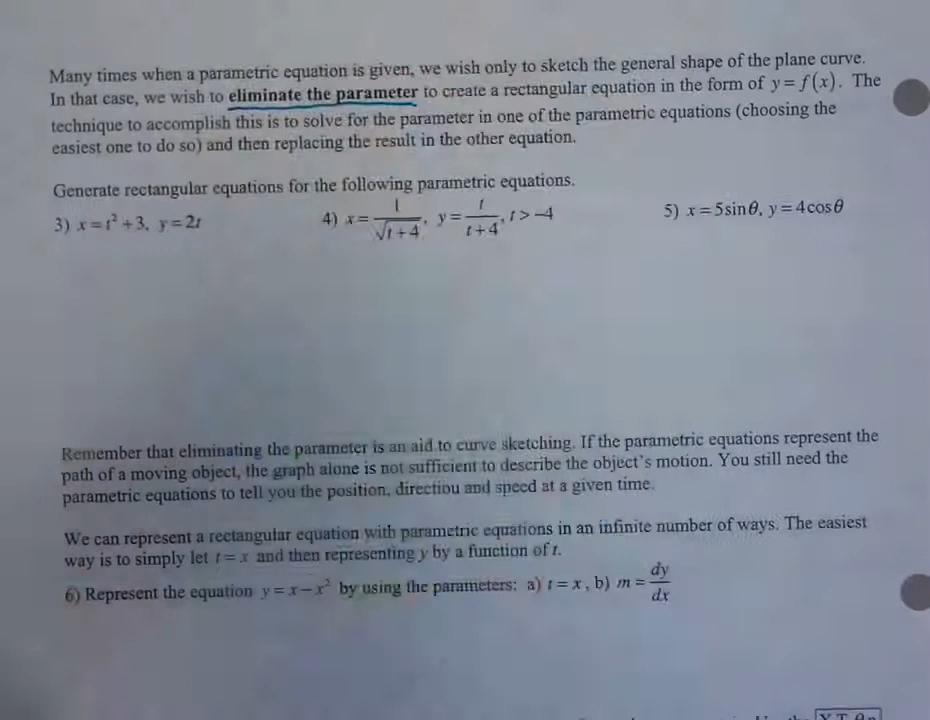 Many times when a parametric equation is given, we wish only to sketch the general shape of the plane curve.
In that case, we wish to eliminate the parameter to create a rectangular equation in the form of y = f(x). The
technique to accomplish this is to solve for the parameter in one of the parametric equations (choosing the
easiest one to do so) and then replacing the result in the other equation.
Generate rectangular equations for the following parametric equations.
3) x = t² + 3, y = 2t 4) x = 1/√(t + 4), y = t/(t + 4), t > -4 5) x = 5sinθ, y = 4cosθ
Remember that eliminating the parameter is an aid to curve sketching. If the parametric equations represent the
path of a moving object, the graph alone is not sufficient to describe the object's motion. You still need the
parametric equations to tell you the position, direction and speed at a given time.
We can represent a rectangular equation with parametric equations in an infinite number of ways. The easiest
way is to simply let t = x and then representing y by a function of t.
6) Represent the equation y = x - x² by using the parameters: a) t = x, b) m = dy/dx